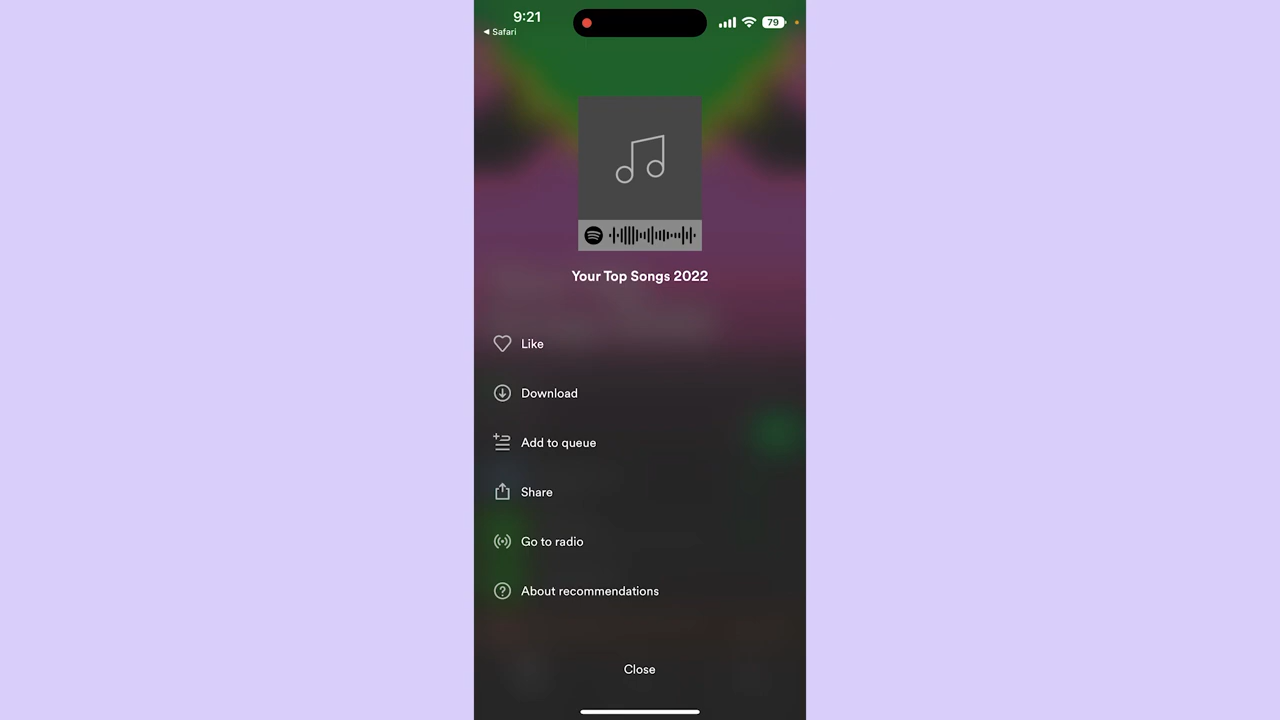 9:21
79
◀ Safari
Your Top Songs 2022
Like
Download
Add to queue
Share
Go to radio
About recommendations
Close